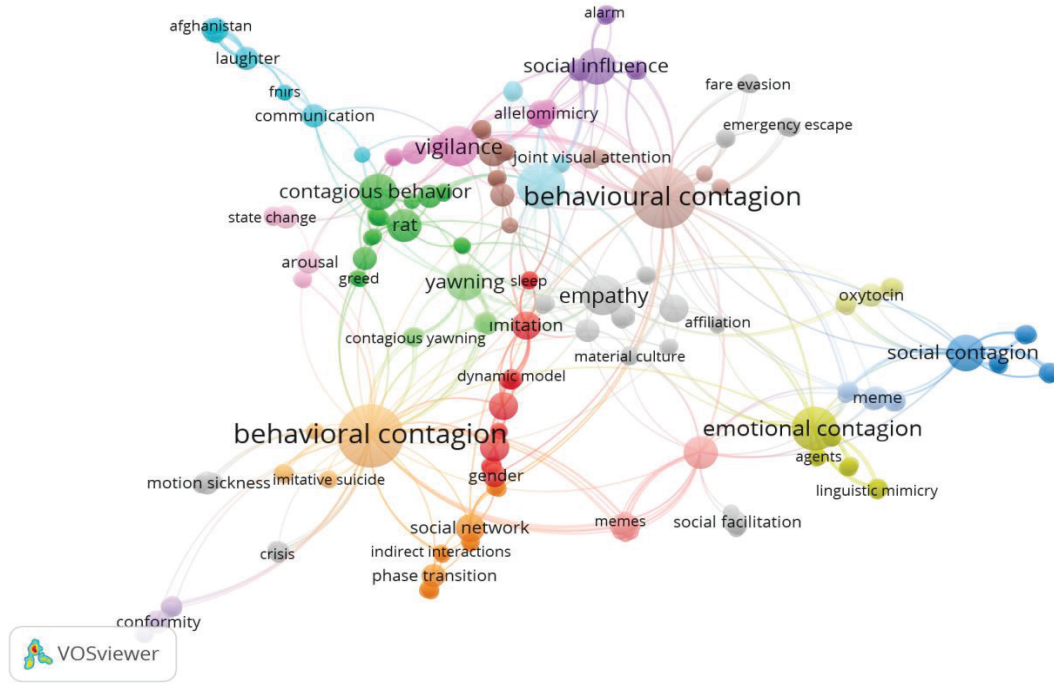 alarm
afghanistan
laughter
social influence
fare evasion
fnirs
communication
allelomimicry
emergency escape
vigilance
joint visual attention
contagious behavior
behavioural contagion
state change
rat
arousal
greed
yawning
sleep
empathy
oxytocin
imitation
affiliation
contagious yawning
material culture
social contagion
dynamic model
meme
behavioral contagion
emotional contagion
agents
gender
motion sickness
imitative suicide
linguistic mimicry
social network
memes
social facilitation
crisis
indirect interactions
phase transition
conformity
VOSviewer